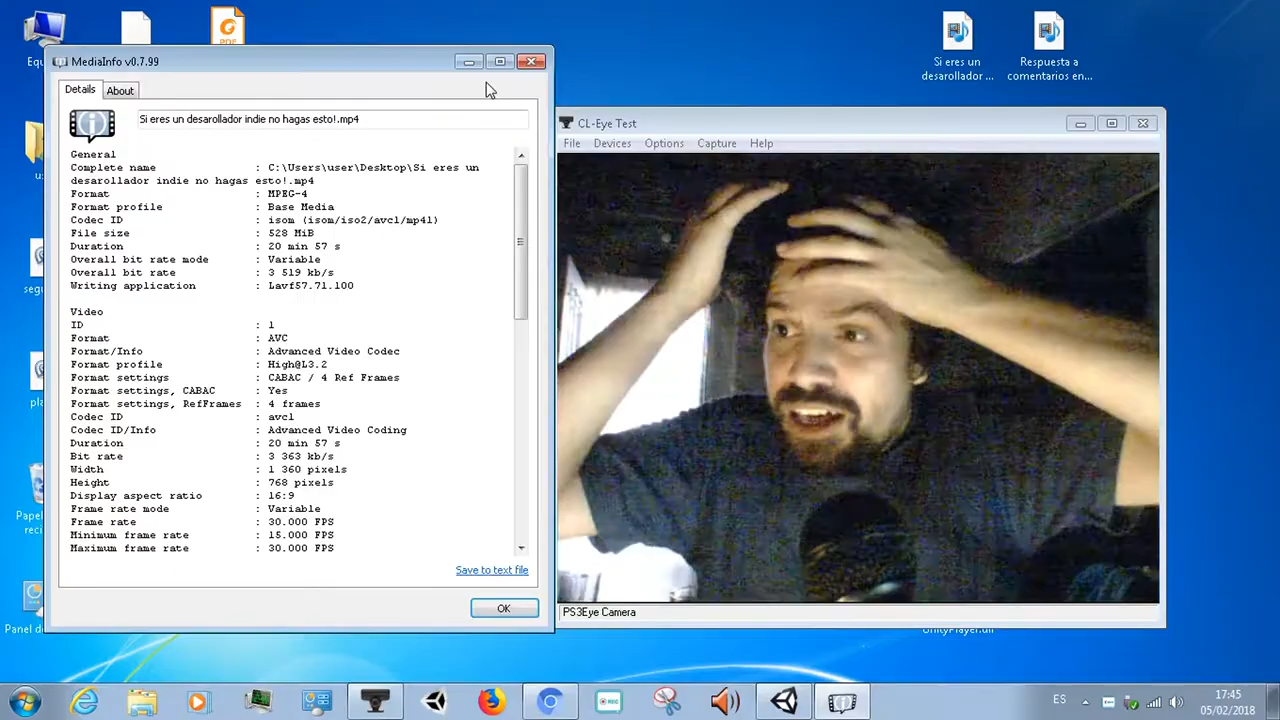 Equ
PDF
Si eres un
desarollador ...
Respuesta a
comentarios en...
MediaInfo v0.7.99
Details
About
Si eres un desarollador indie no hagas esto!.mp4
General
Complete name : C:\Users\user\Desktop\Si eres un
desarollador indie no hagas esto!.mp4
Format : MPEG-4
Format profile : Base Media
Codec ID : isom (isom/iso2/avc1/mp41)
File size : 528 MiB
Duration : 20 min 57 s
Overall bit rate mode : Variable
Overall bit rate : 3 519 kb/s
Writing application : Lavf57.71.100
Video
ID : 1
Format : AVC
Format/Info : Advanced Video Codec
Format profile : High@L3.2
Format settings : CABAC / 4 Ref Frames
Format settings, CABAC : Yes
Format settings, RefFrames : 4 frames
Codec ID : avc1
Codec ID/Info : Advanced Video Coding
Duration : 20 min 57 s
Bit rate : 3 363 kb/s
Width : 1 360 pixels
Height : 768 pixels
Display aspect ratio : 16:9
Frame rate mode : Variable
Frame rate : 30.000 FPS
Minimum frame rate : 15.000 FPS
Maximum frame rate : 30.000 FPS
Save to text file
OK
CL-Eye Test
File Devices Options Capture Help
PS3Eye Camera
UnityPlayer.dll
u
segu
pla
Papel
reci
Panel de
REC
ES
17:45
05/02/2018